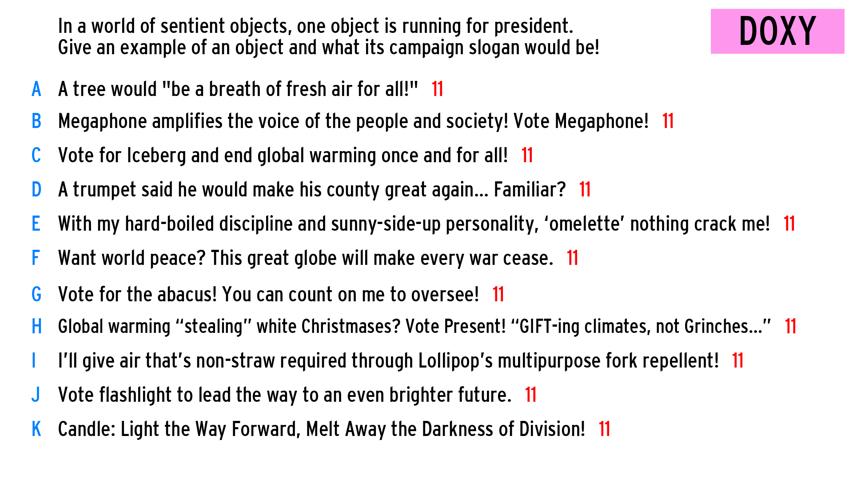 In a world of sentient objects, one object is running for president.
Give an example of an object and what its campaign slogan would be!
DOXY
A A tree would "be a breath of fresh air for all!" 11
B Megaphone amplifies the voice of the people and society! Vote Megaphone! 11
C Vote for Iceberg and end global warming once and for all! 11
D A trumpet said he would make his county great again... Familiar? 11
E With my hard-boiled discipline and sunny-side-up personality, ‘omelette’ nothing crack me! 11
F Want world peace? This great globe will make every war cease. 11
G Vote for the abacus! You can count on me to oversee! 11
H Global warming “stealing” white Christmases? Vote Present! “GIFT-ing climates, not Grinches...” 11
I I’ll give air that’s non-straw required through Lollipop’s multipurpose fork repellent! 11
J Vote flashlight to lead the way to an even brighter future. 11
K Candle: Light the Way Forward, Melt Away the Darkness of Division! 11